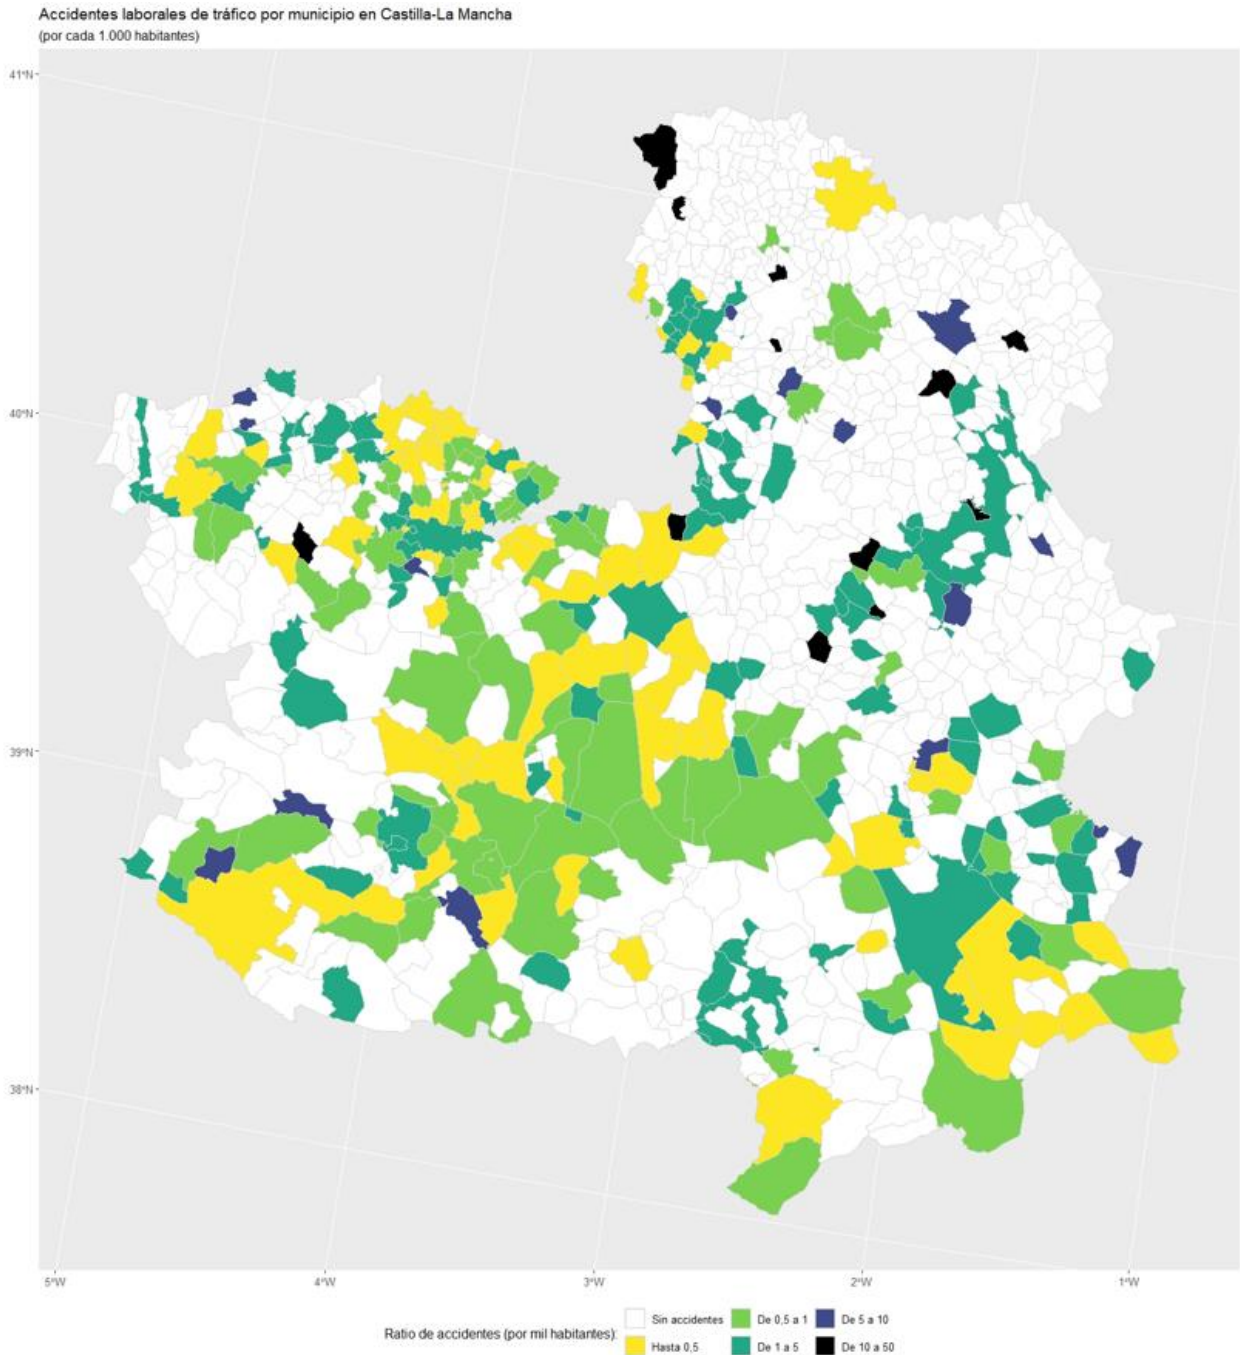 Accidentes laborales de tráfico por municipio en Castilla-La Mancha
(por cada 1.000 habitantes)
41°N
40°N
39°N
38°N
5°W 4°W 3°W 2°W 1°W
Ratio de accidentes (por mil habitantes):
Sin accidentes De 0,5 a 1 De 5 a 10
Hasta 0,5 De 1 a 5 De 10 a 50